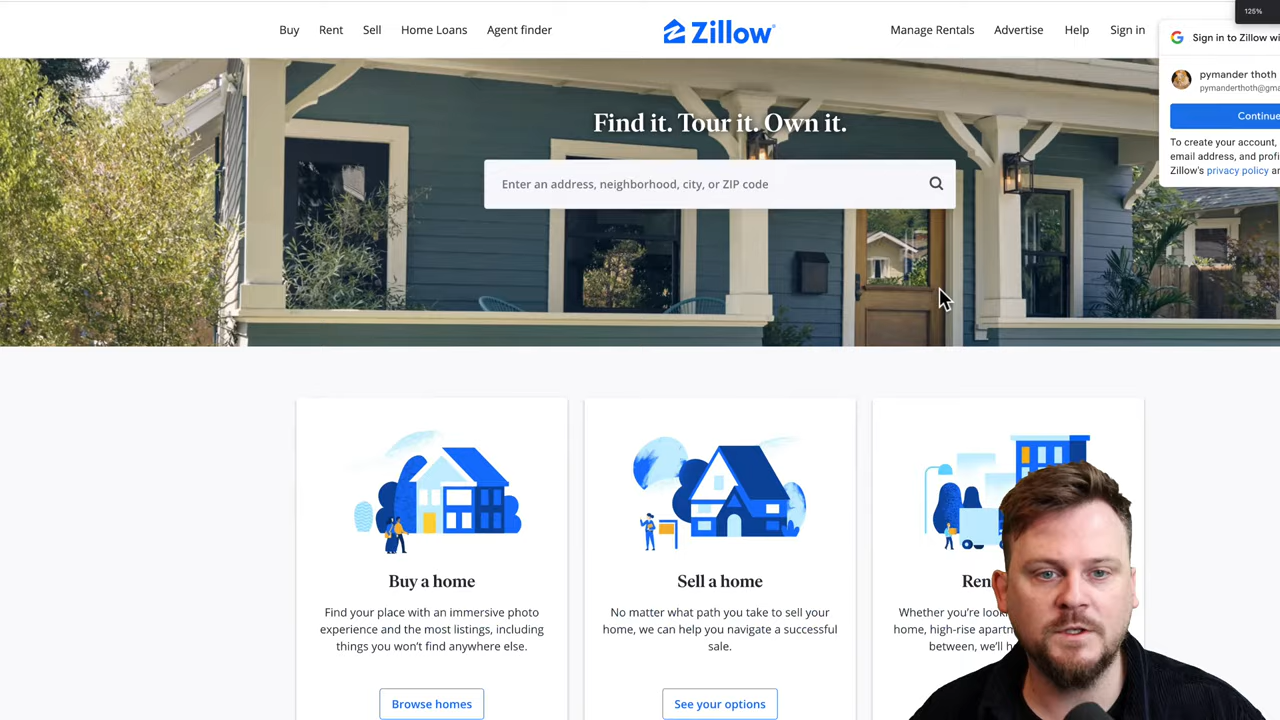 125%
Buy Rent Sell Home Loans Agent finder Zillow Manage Rentals Advertise Help Sign in
Sign in to Zillow wi
pymander thoth
pymanderthoth@gma
Continue
To create your account,
email address, and profi
Zillow's privacy policy an
Find it. Tour it. Own it.
Enter an address, neighborhood, city, or ZIP code
Buy a home
Find your place with an immersive photo
experience and the most listings, including
things you won't find anywhere else.
Browse homes
Sell a home
No matter what path you take to sell your
home, we can help you navigate a successful
sale.
See your options
Ren
Whether you're look
home, high-rise apartm
between, we'll h